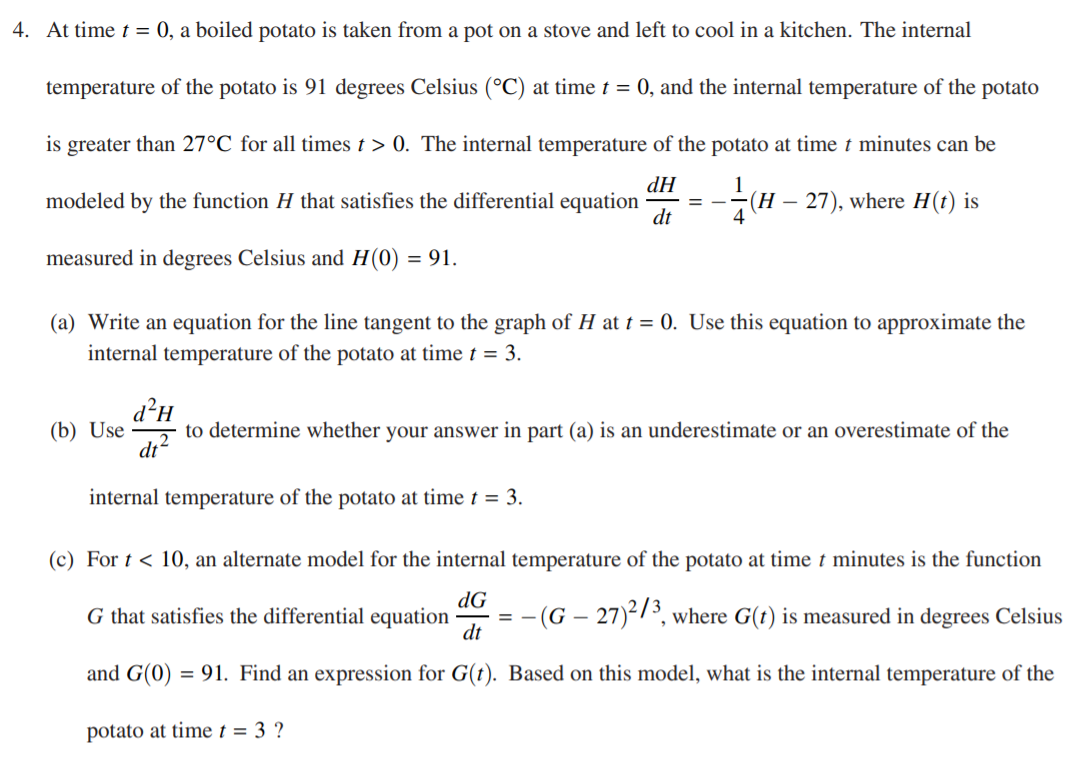 4. At time t = 0, a boiled potato is taken from a pot on a stove and left to cool in a kitchen. The internal
temperature of the potato is 91 degrees Celsius (°C) at time t = 0, and the internal temperature of the potato
is greater than 27°C for all times t > 0. The internal temperature of the potato at time t minutes can be
modeled by the function H that satisfies the differential equation dH/dt = −1/4(H − 27), where H(t) is
measured in degrees Celsius and H(0) = 91.
(a) Write an equation for the line tangent to the graph of H at t = 0. Use this equation to approximate the
internal temperature of the potato at time t = 3.
(b) Use d²H/dt² to determine whether your answer in part (a) is an underestimate or an overestimate of the
internal temperature of the potato at time t = 3.
(c) For t < 10, an alternate model for the internal temperature of the potato at time t minutes is the function
G that satisfies the differential equation dG/dt = −(G − 27)^(2/3), where G(t) is measured in degrees Celsius
and G(0) = 91. Find an expression for G(t). Based on this model, what is the internal temperature of the
potato at time t = 3 ?